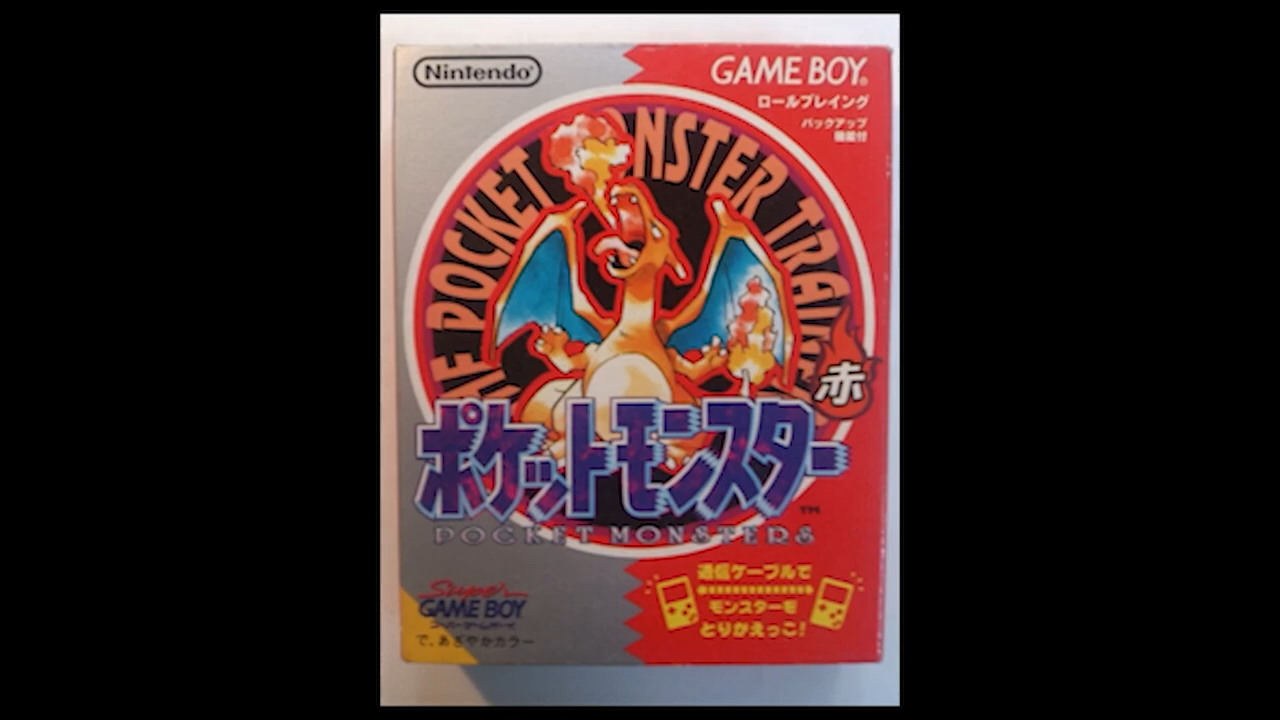 Nintendo
GAME BOY
ロールプレイング
バックアップ
機能付
THE POCKET MONSTER TRAINER
赤
ポケットモンスター
TM
POCKET MONSTERS
通信ケーブルで
モンスターを
とりかえっこ!
Super
GAME BOY
スーパーゲームボーイ
で、あざやかカラー